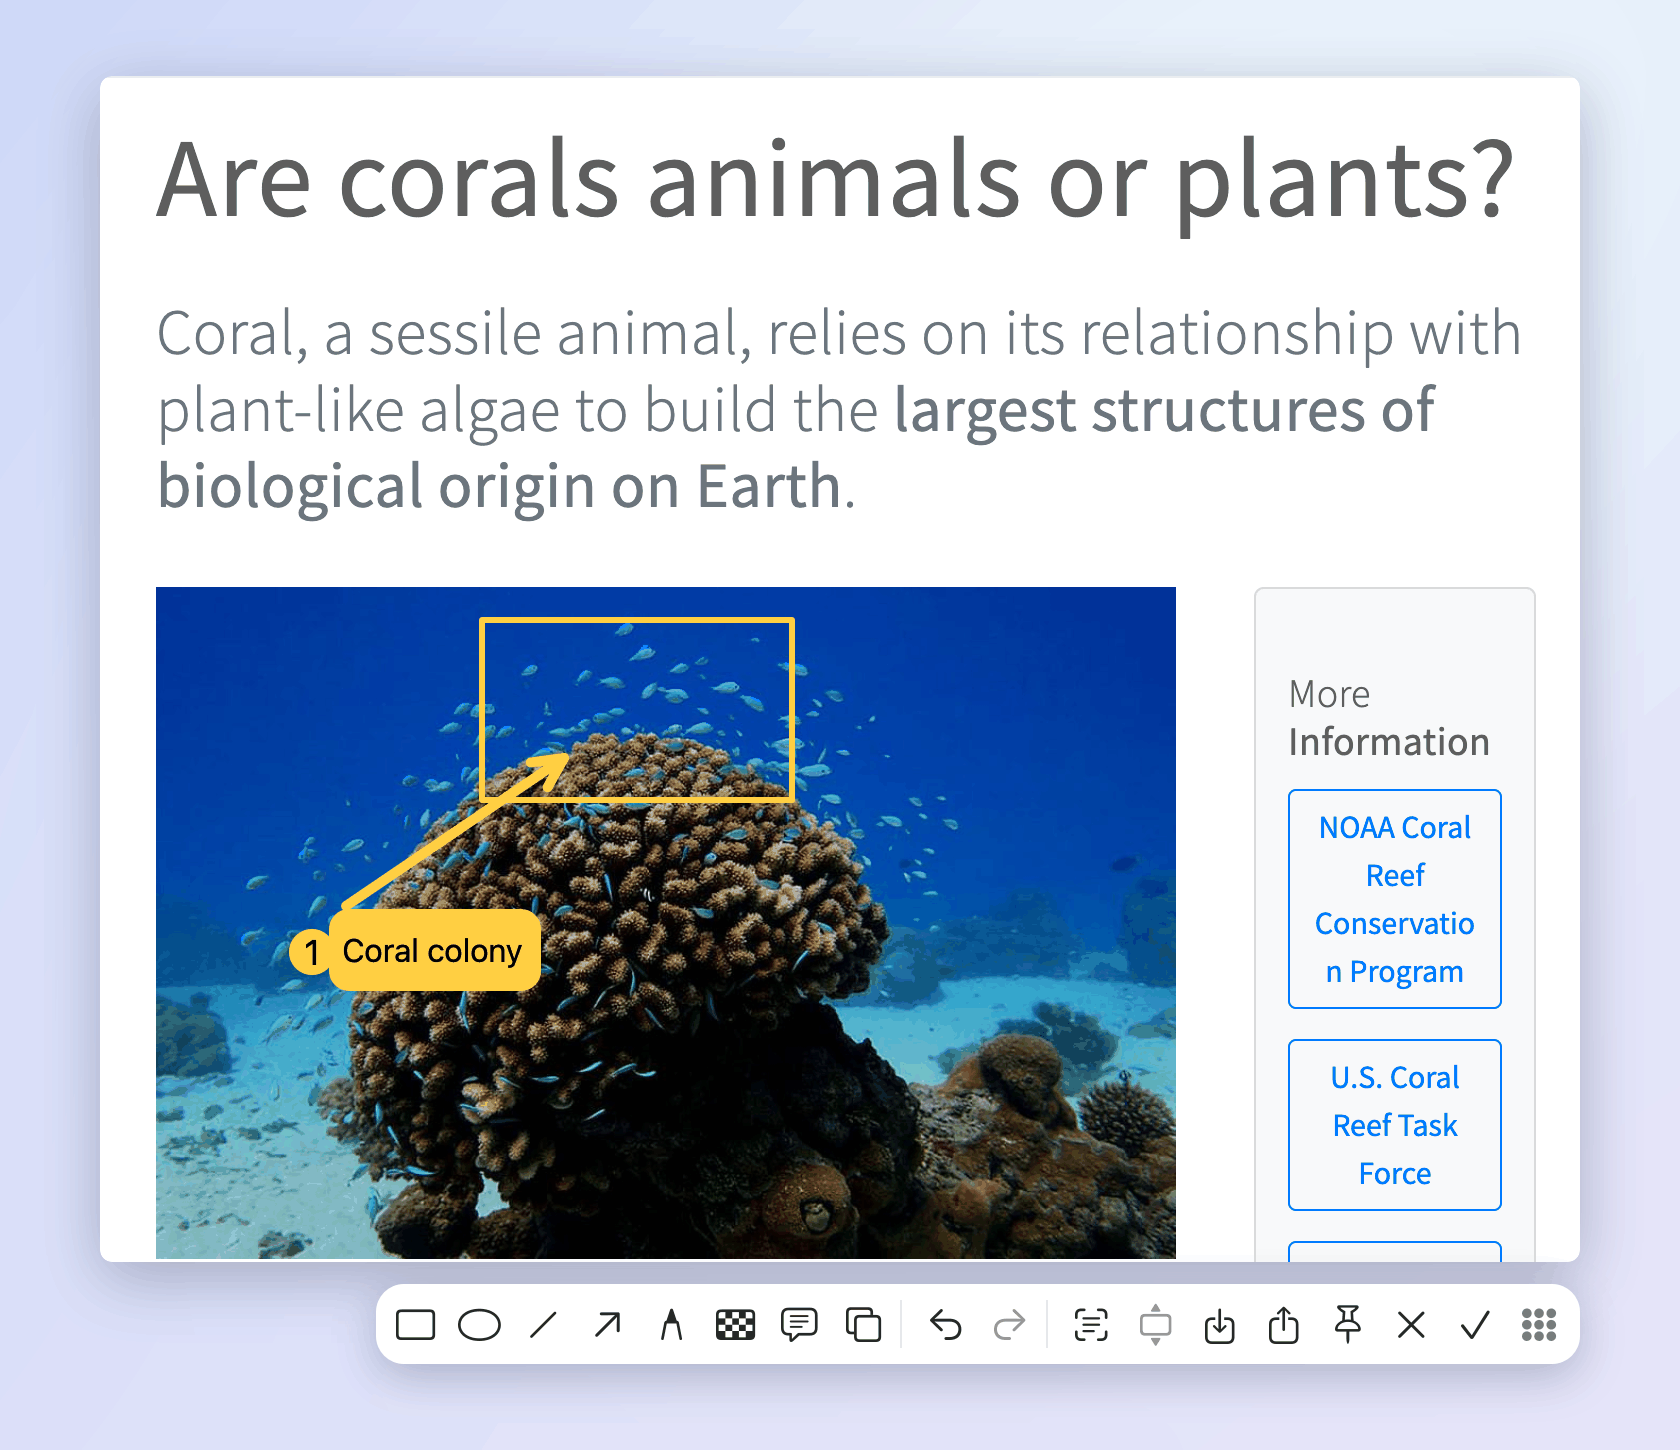 Are corals animals or plants?
Coral, a sessile animal, relies on its relationship with
plant-like algae to build the largest structures of
biological origin on Earth.
1 Coral colony
More
Information
NOAA Coral
Reef
Conservatio
n Program
U.S. Coral
Reef Task
Force